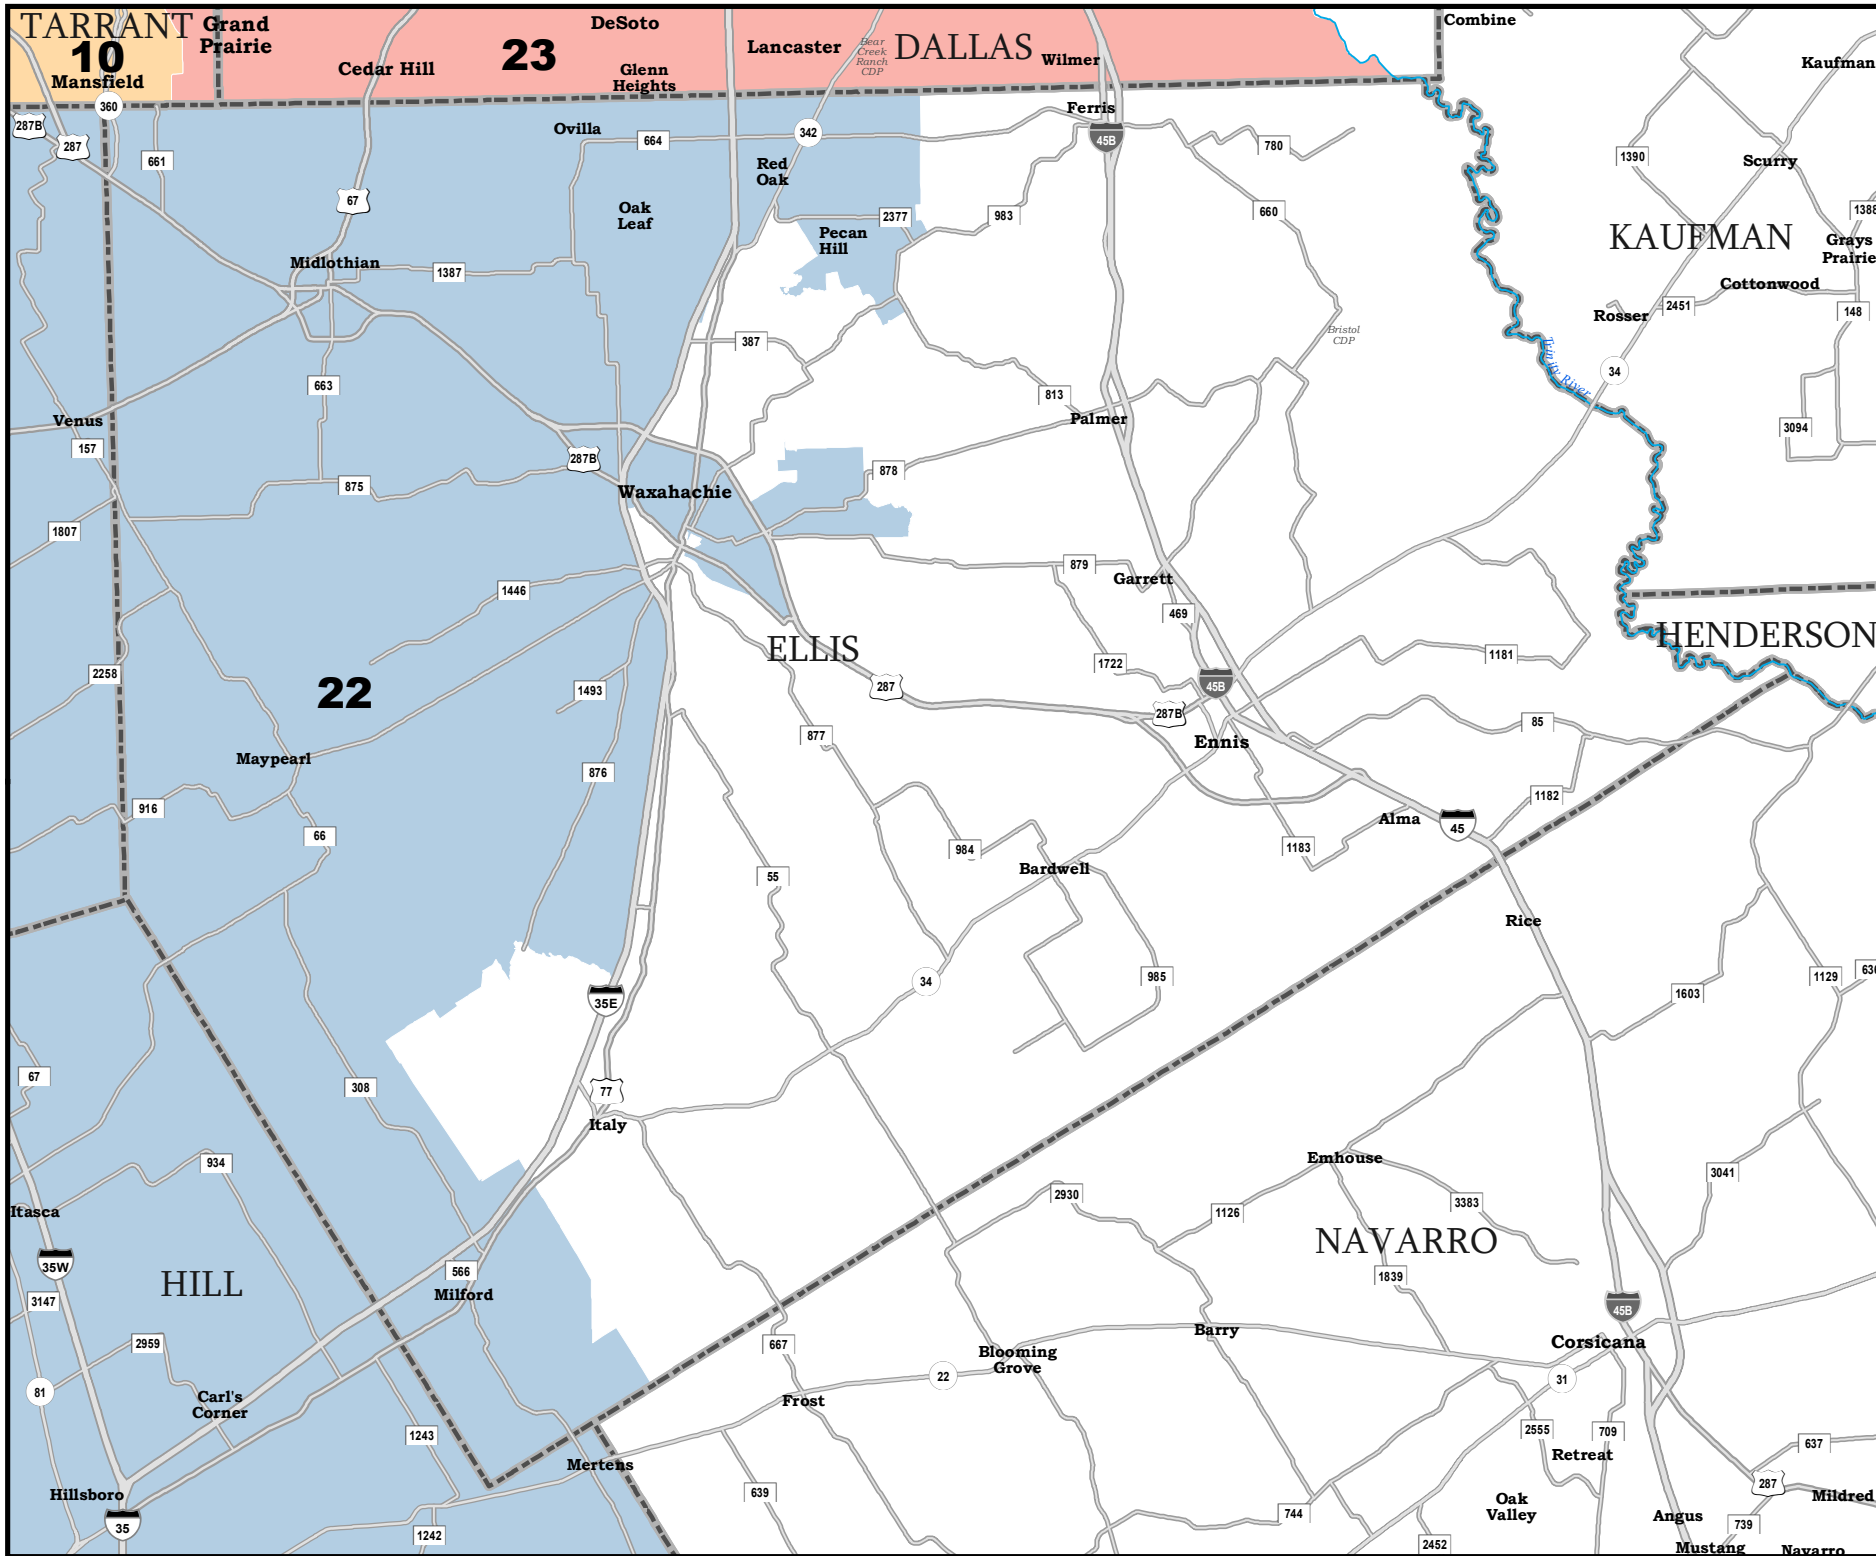 TARRANT
Grand
Prairie
10
Mansfield
360
23
DeSoto
Cedar Hill
Glenn
Heights
Lancaster
Bear
Creek
Ranch
CDP
DALLAS
Wilmer
Combine
Kaufman
287B
287
661
67
Ovilla
664
342
Red
Oak
Oak
Leaf
Ferris
45B
780
660
983
2377
Pecan
Hill
1390
Scurry
1388
KAUFMAN
Grays
Prairie
Cottonwood
2451
Rosser
148
34
3094
Trinity River
Bristol
CDP
Midlothian
1387
387
663
813
Palmer
Venus
157
287B
878
875
Waxahachie
1807
879
Garrett
469
1446
ELLIS
HENDERSON
1722
1181
2258
22
1493
287
45B
287B
Ennis
85
877
Maypearl
876
916
66
1182
Alma
45
1183
984
Bardwell
55
Rice
34
985
1129
636
1603
35E
67
308
77
Italy
934
Emhouse
3041
Itasca
2930
1126
3383
NAVARRO
35W
HILL
566
Milford
1839
3147
45B
2959
667
Blooming
Grove
Barry
Corsicana
81
Carl's
Corner
22
31
Frost
1243
2555
709
Retreat
637
Mertens
287
Mildred
Hillsboro
639
744
Oak
Valley
Angus
739
35
1242
2452
Mustang
Navarro